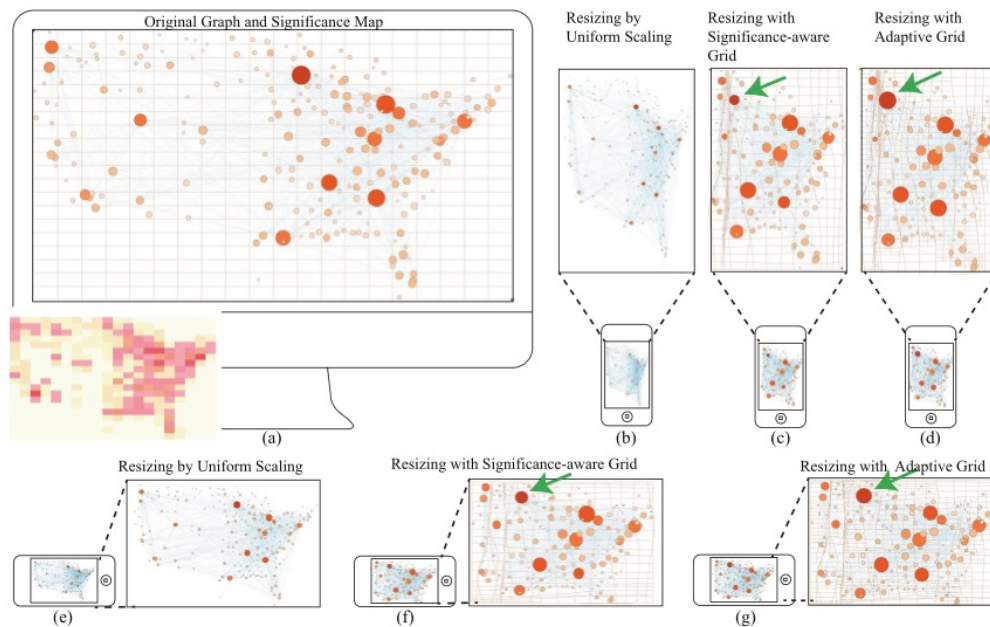 Original Graph and Significance Map
Resizing by
Uniform Scaling
Resizing with
Significance-aware
Grid
Resizing with
Adaptive Grid
(a)
(b)
(c)
(d)
Resizing by Uniform Scaling
Resizing with Significance-aware Grid
Resizing with Adaptive Grid
(e)
(f)
(g)